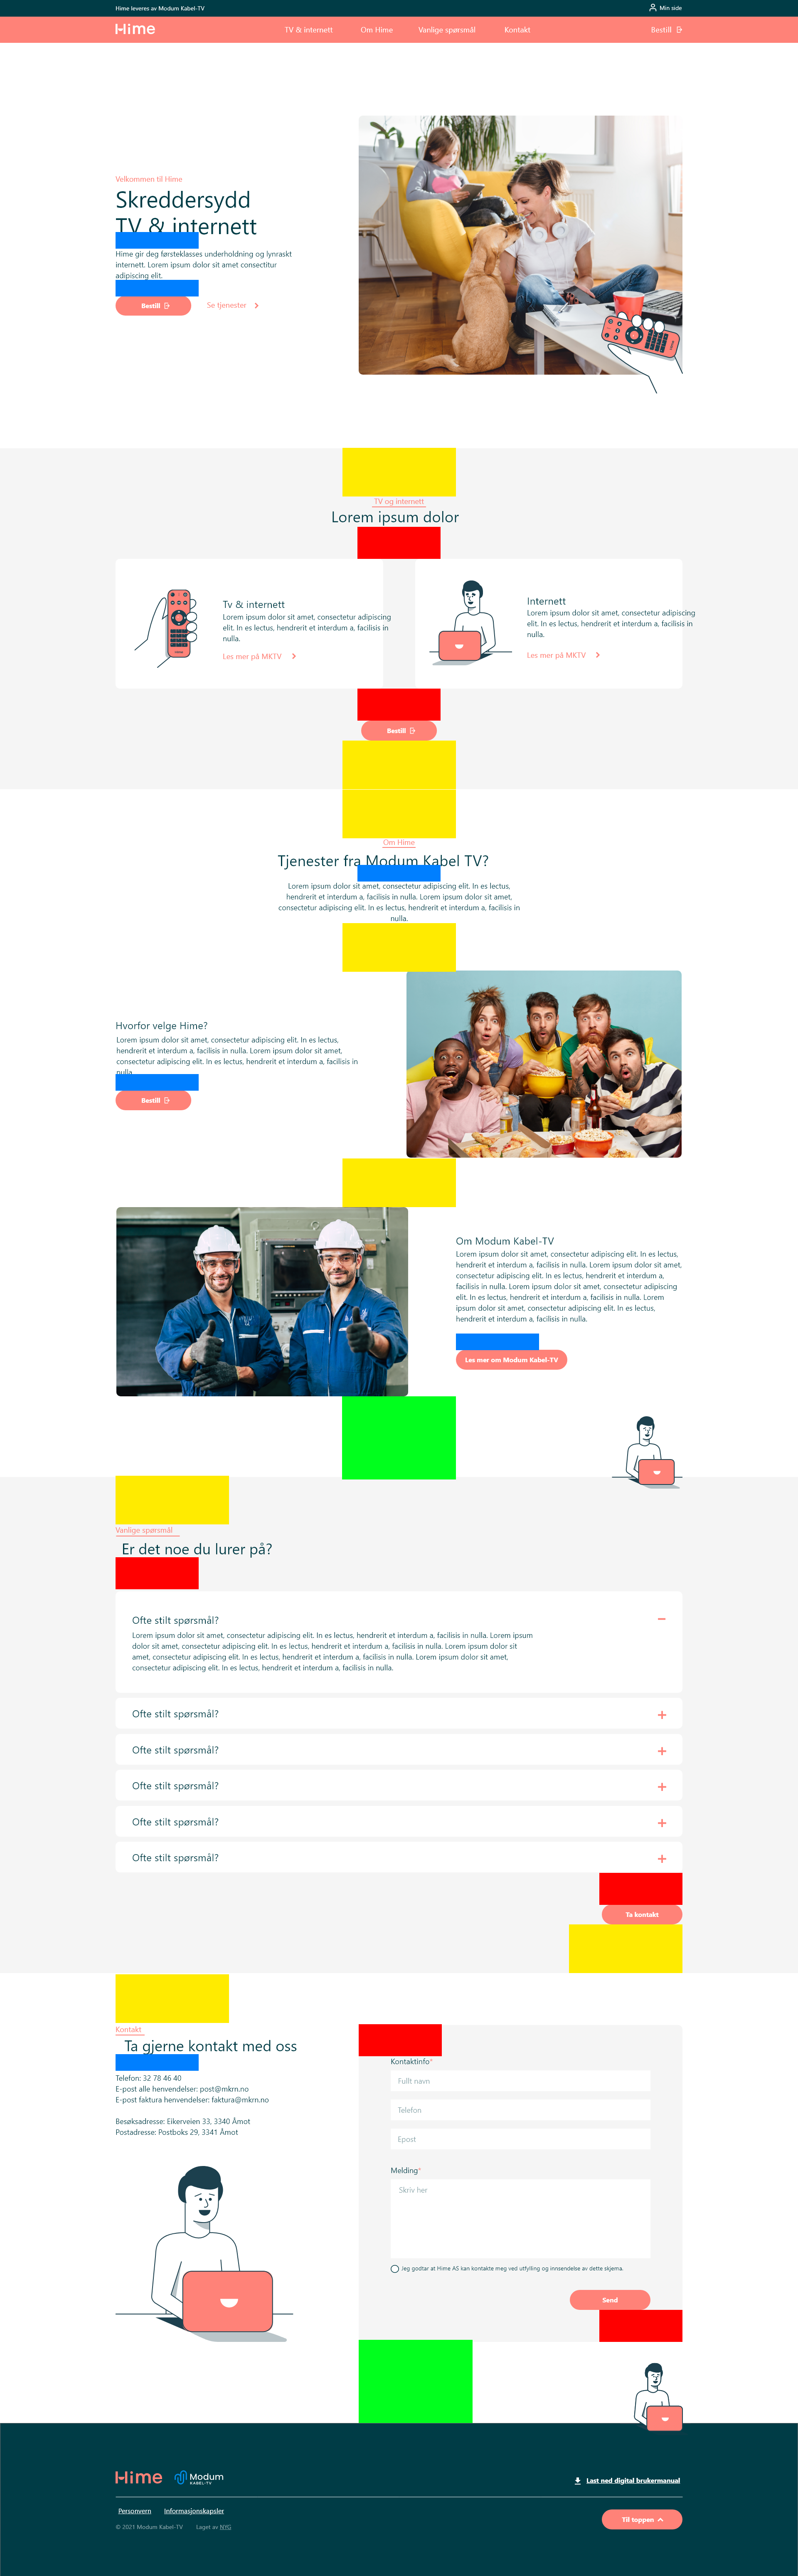 Hime leveres av Modum Kabel-TV
Min side
Hime
TV & internett
Om Hime
Vanlige spørsmål
Kontakt
Bestill
Velkommen til Hime
Skreddersydd
TV & internett
Hime gir deg førsteklasses underholdning og lynraskt
internett. Lorem ipsum dolor sit amet consectitur
adipiscing elit.
Bestill
Se tjenester
TV og internett
Lorem ipsum dolor
Tv & internett
Lorem ipsum dolor sit amet, consectetur adipiscing
elit. In es lectus, hendrerit et interdum a, facilisis in
nulla.
Les mer på MKTV
Internett
Lorem ipsum dolor sit amet, consectetur adipiscing
elit. In es lectus, hendrerit et interdum a, facilisis in
nulla.
Les mer på MKTV
Bestill
Om Hime
Tjenester fra Modum Kabel TV?
Lorem ipsum dolor sit amet, consectetur adipiscing elit. In es lectus,
hendrerit et interdum a, facilisis in nulla. Lorem ipsum dolor sit amet,
consectetur adipiscing elit. In es lectus, hendrerit et interdum a, facilisis in
nulla.
Hvorfor velge Hime?
Lorem ipsum dolor sit amet, consectetur adipiscing elit. In es lectus,
hendrerit et interdum a, facilisis in nulla. Lorem ipsum dolor sit amet,
consectetur adipiscing elit. In es lectus, hendrerit et interdum a, facilisis in
nulla.
Bestill
Om Modum Kabel-TV
Lorem ipsum dolor sit amet, consectetur adipiscing elit. In es lectus,
hendrerit et interdum a, facilisis in nulla. Lorem ipsum dolor sit amet,
consectetur adipiscing elit. In es lectus, hendrerit et interdum a,
facilisis in nulla. Lorem ipsum dolor sit amet, consectetur adipiscing
elit. In es lectus, hendrerit et interdum a, facilisis in nulla. Lorem
ipsum dolor sit amet, consectetur adipiscing elit. In es lectus,
hendrerit et interdum a, facilisis in nulla.
Les mer om Modum Kabel-TV
Vanlige spørsmål
Er det noe du lurer på?
Ofte stilt spørsmål?
Lorem ipsum dolor sit amet, consectetur adipiscing elit. In es lectus, hendrerit et interdum a, facilisis in nulla. Lorem ipsum
dolor sit amet, consectetur adipiscing elit. In es lectus, hendrerit et interdum a, facilisis in nulla. Lorem ipsum dolor sit
amet, consectetur adipiscing elit. In es lectus, hendrerit et interdum a, facilisis in nulla. Lorem ipsum dolor sit amet,
consectetur adipiscing elit. In es lectus, hendrerit et interdum a, facilisis in nulla.
Ofte stilt spørsmål?
Ofte stilt spørsmål?
Ofte stilt spørsmål?
Ofte stilt spørsmål?
Ofte stilt spørsmål?
Ta kontakt
Kontakt
Ta gjerne kontakt med oss
Telefon: 32 78 46 40
E-post alle henvendelser: post@mkrn.no
E-post faktura henvendelser: faktura@mkrn.no
Besøksadresse: Eikerveien 33, 3340 Åmot
Postadresse: Postboks 29, 3341 Åmot
Kontaktinfo*
Fullt navn
Telefon
Epost
Melding*
Skriv her
Jeg godtar at Hime AS kan kontakte meg ved utfylling og innsendelse av dette skjema.
Send
Hime
Modum
KABEL-TV
Last ned digital brukermanual
Personvern
Informasjonskapsler
Til toppen
© 2021 Modum Kabel-TV
Laget av NYG